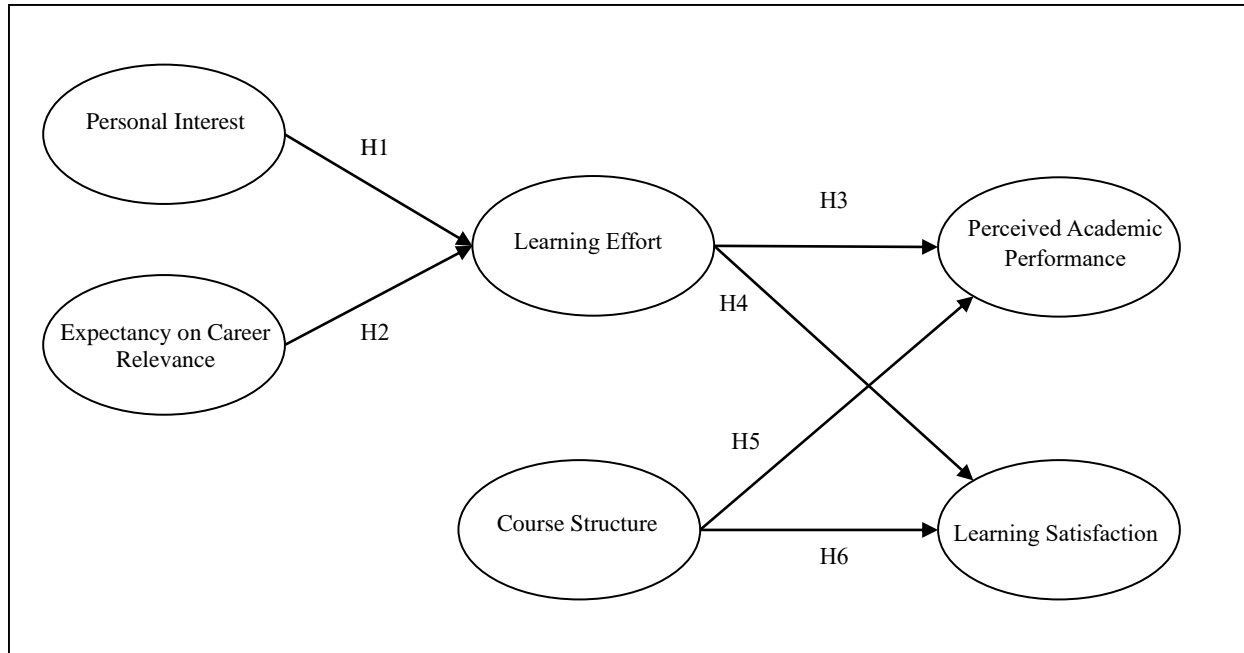 Personal Interest
H1
Expectancy on Career
Relevance
H2
Learning Effort
H3
Perceived Academic
Performance
H4
H5
Course Structure
H6
Learning Satisfaction